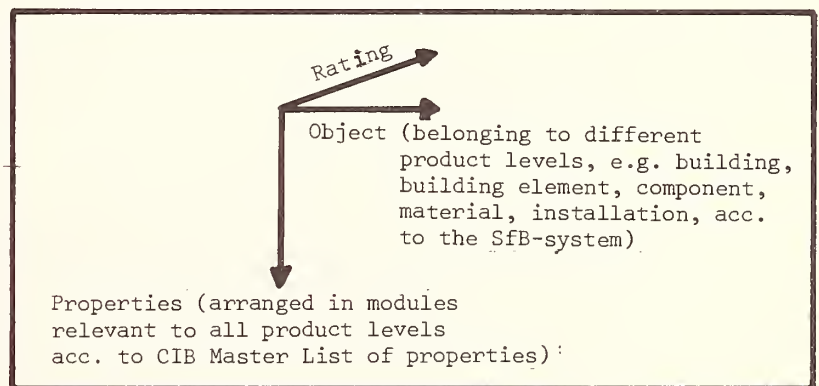 Rating
Object (belonging to different
product levels, e.g. building,
building element, component,
material, installation, acc.
to the SfB-system)
Properties (arranged in modules
relevant to all product levels
acc. to CIB Master List of properties)